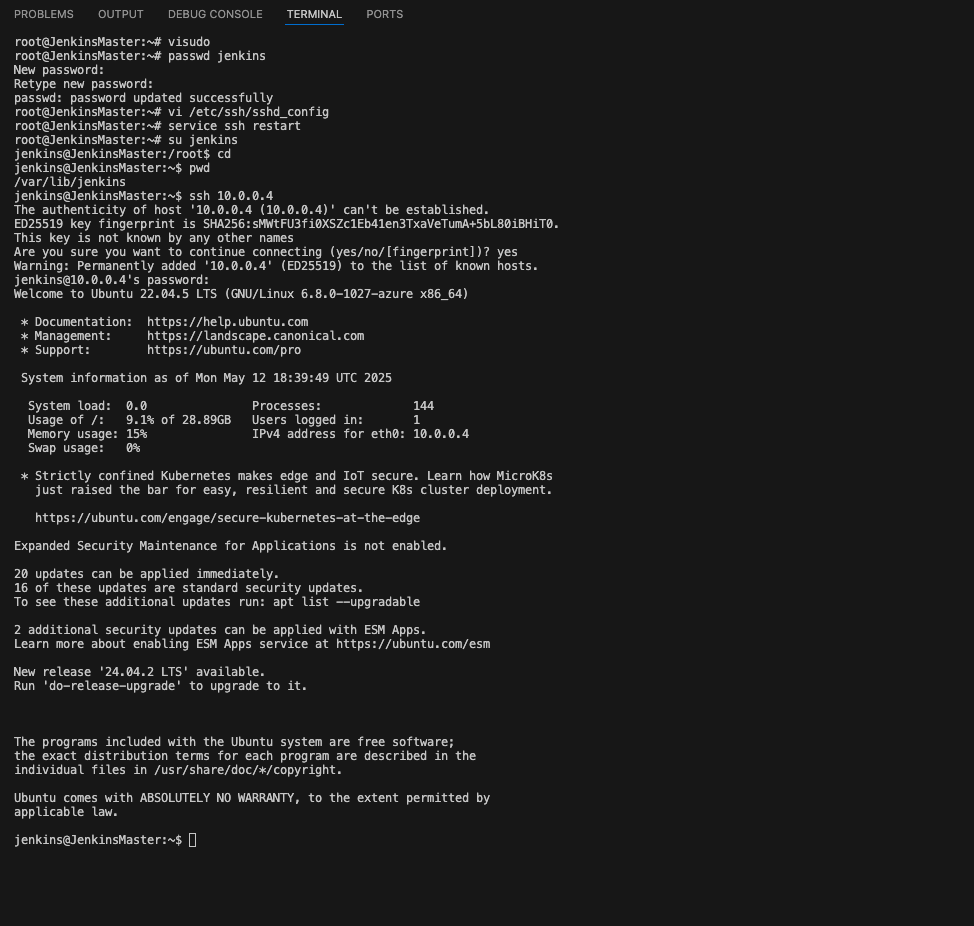 PROBLEMS OUTPUT DEBUG CONSOLE TERMINAL PORTS
root@JenkinsMaster:~# visudo
root@JenkinsMaster:~# passwd jenkins
New password:
Retype new password:
passwd: password updated successfully
root@JenkinsMaster:~# vi /etc/ssh/sshd_config
root@JenkinsMaster:~# service ssh restart
root@JenkinsMaster:~# su jenkins
jenkins@JenkinsMaster:/root$ cd
jenkins@JenkinsMaster:~$ pwd
/var/lib/jenkins
jenkins@JenkinsMaster:~$ ssh 10.0.0.4
The authenticity of host '10.0.0.4 (10.0.0.4)' can't be established.
ED25519 key fingerprint is SHA256:sMWtFU3fi0XSZc1Eb41en3TxaVeTumA+5bL80iBHiT0.
This key is not known by any other names
Are you sure you want to continue connecting (yes/no/[fingerprint])? yes
Warning: Permanently added '10.0.0.4' (ED25519) to the list of known hosts.
jenkins@10.0.0.4's password:
Welcome to Ubuntu 22.04.5 LTS (GNU/Linux 6.8.0-1027-azure x86_64)
* Documentation: https://help.ubuntu.com
* Management: https://landscape.canonical.com
* Support: https://ubuntu.com/pro
System information as of Mon May 12 18:39:49 UTC 2025
System load: 0.0 Processes: 144
Usage of /: 9.1% of 28.89GB Users logged in: 1
Memory usage: 15% IPv4 address for eth0: 10.0.0.4
Swap usage: 0%
* Strictly confined Kubernetes makes edge and IoT secure. Learn how MicroK8s
just raised the bar for easy, resilient and secure K8s cluster deployment.
https://ubuntu.com/engage/secure-kubernetes-at-the-edge
Expanded Security Maintenance for Applications is not enabled.
20 updates can be applied immediately.
16 of these updates are standard security updates.
To see these additional updates run: apt list --upgradable
2 additional security updates can be applied with ESM Apps.
Learn more about enabling ESM Apps service at https://ubuntu.com/esm
New release '24.04.2 LTS' available.
Run 'do-release-upgrade' to upgrade to it.
The programs included with the Ubuntu system are free software;
the exact distribution terms for each program are described in the
individual files in /usr/share/doc/*/copyright.
Ubuntu comes with ABSOLUTELY NO WARRANTY, to the extent permitted by
applicable law.
jenkins@JenkinsMaster:~$